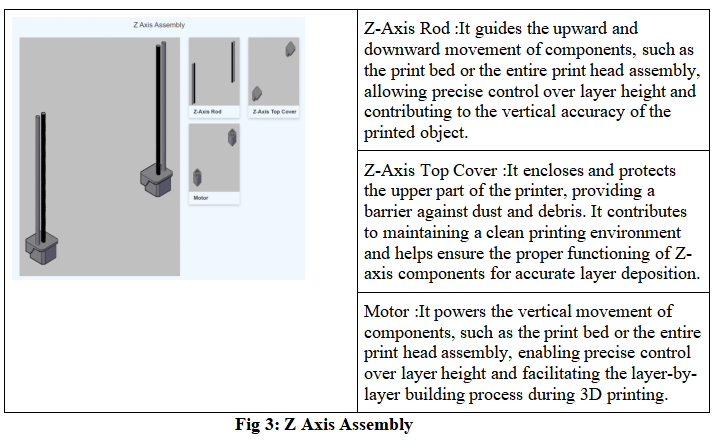 Z Axis Assembly
Z-Axis Rod
Z-Axis Top Cover
Motor
Z-Axis Rod :It guides the upward and
downward movement of components, such as
the print bed or the entire print head assembly,
allowing precise control over layer height and
contributing to the vertical accuracy of the
printed object.
Z-Axis Top Cover :It encloses and protects
the upper part of the printer, providing a
barrier against dust and debris. It contributes
to maintaining a clean printing environment
and helps ensure the proper functioning of Z-
axis components for accurate layer deposition.
Motor :It powers the vertical movement of
components, such as the print bed or the entire
print head assembly, enabling precise control
over layer height and facilitating the layer-by-
layer building process during 3D printing.
Fig 3: Z Axis Assembly